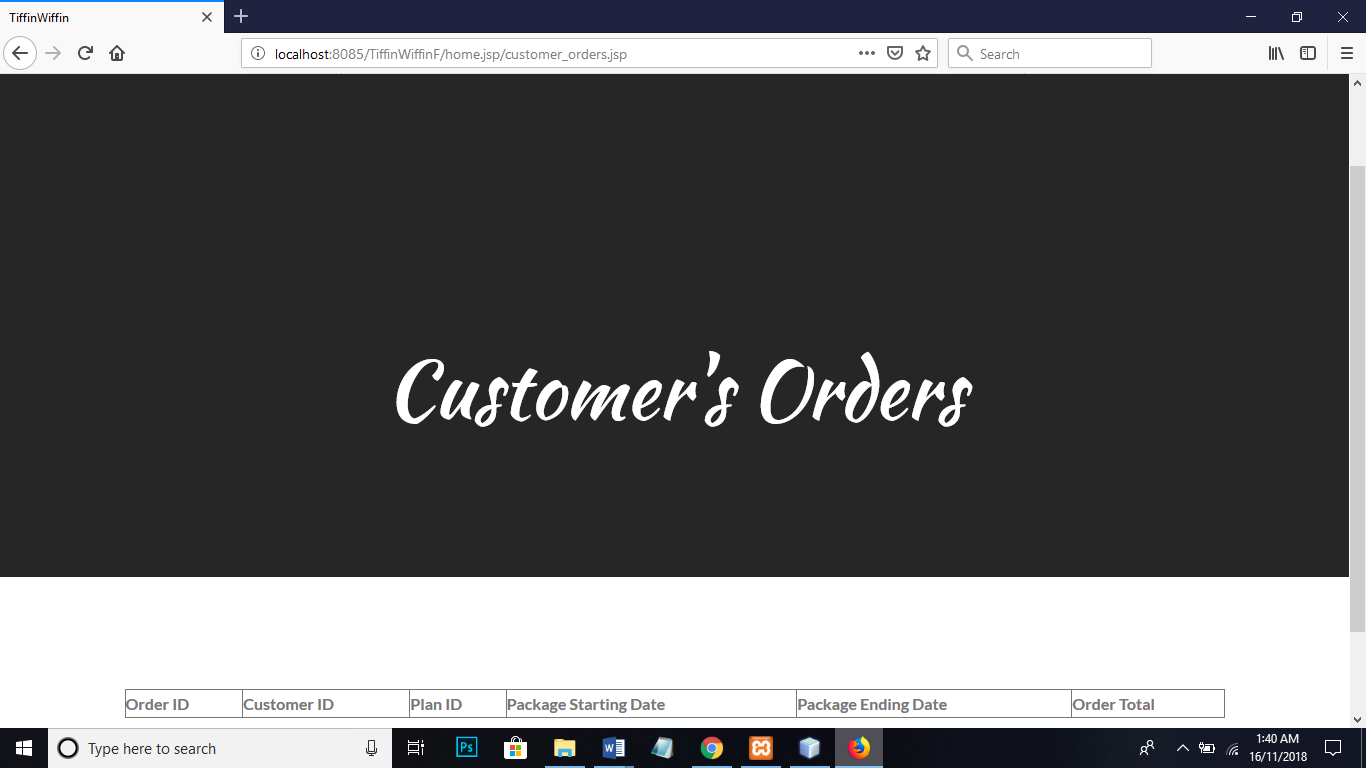 TiffinWiffin
localhost:8085/TiffinWiffinF/home.jsp/customer_orders.jsp
Search
Customer's Orders
Order ID Customer ID Plan ID Package Starting Date Package Ending Date Order Total
Type here to search
Ps
W
1:40 AM
16/11/2018